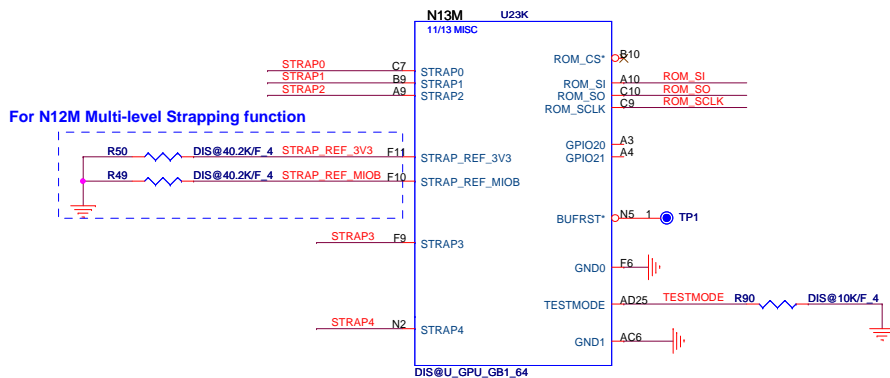 N13M
U23K
11/13 MISC
STRAP0 C7 STRAP0
STRAP1 B9 STRAP1
STRAP2 A9 STRAP2
ROM_CS* B10
ROM_SI A10 ROM_SI
ROM_SO C10 ROM_SO
ROM_SCLK C9 ROM_SCLK
For N12M Multi-level Strapping function
R50 DIS@40.2K/F_4 STRAP_REF_3V3 F11 STRAP_REF_3V3
R49 DIS@40.2K/F_4 STRAP_REF_MIOB F10 STRAP_REF_MIOB
GPIO20 A3
GPIO21 A4
BUFRST* N5 1 TP1
STRAP3 F9 STRAP3
GND0 F6
TESTMODE AD25 TESTMODE R90 DIS@10K/F_4
STRAP4 N2 STRAP4
GND1 AC6
DIS@U_GPU_GB1_64